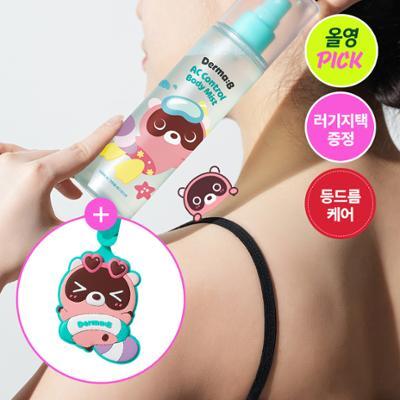 올영
PICK
러기지택
증정
등드름
케어
Derma:B
AC Control
Body Mist
+
Derma:B